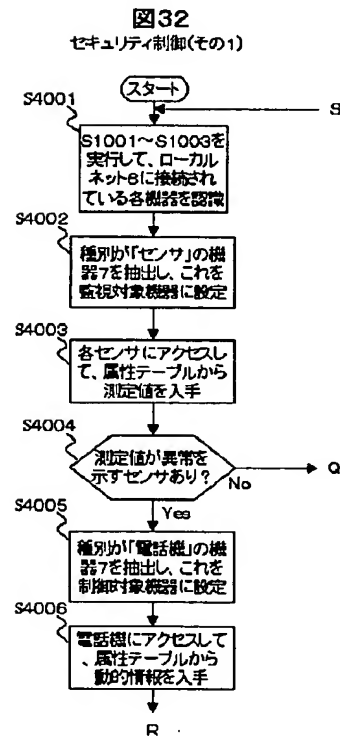 図32
セキュリティ制御(その1)
スタート
S
S4001
S1001～S1003を
実行して、ローカル
ネット6に接続され
ている各機器を認識
S4002
種別が「センサ」の機
器7を抽出し、これを
監視対象機器に設定
S4003
各センサにアクセスし
て、属性テーブルから
測定値を入手
S4004
測定値が異常を
示すセンサあり?
No
Q
Yes
S4005
種別が「電話機」の機
器7を抽出し、これを
制御対象機器に設定
S4006
電話機にアクセスして
、属性テーブルから
動的情報を入手
R